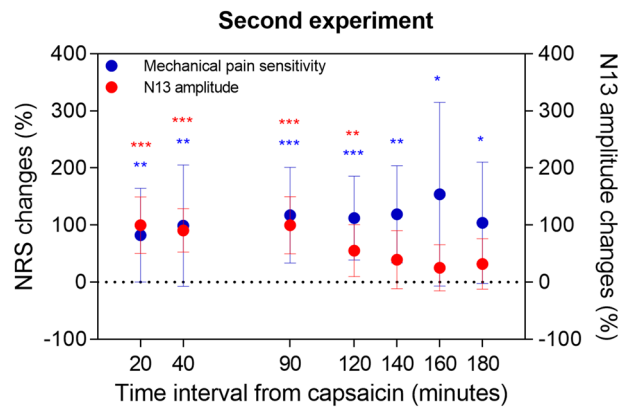 Second experiment
Mechanical pain sensitivity
N13 amplitude
NRS changes (%)
N13
amplitude changes (%)
400
300
200
100
0
-100
400
300
200
100
0
-100
*** *** *** ** *
** ** *** *** ** *
20 40 90 120 140 160 180
Time interval from capsaicin (minutes)